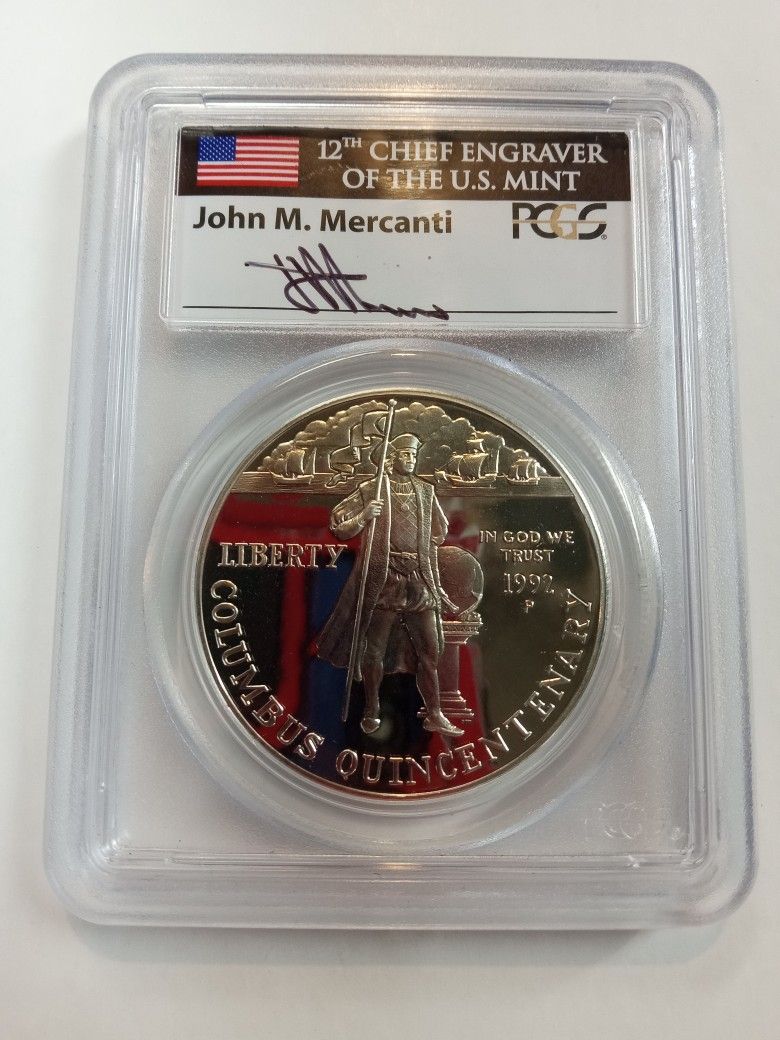 12TH CHIEF ENGRAVER
OF THE U.S. MINT
John M. Mercanti
PCGS
LIBERTY
IN GOD WE
TRUST
1992
P
COLUMBUS QUINCENTENARY